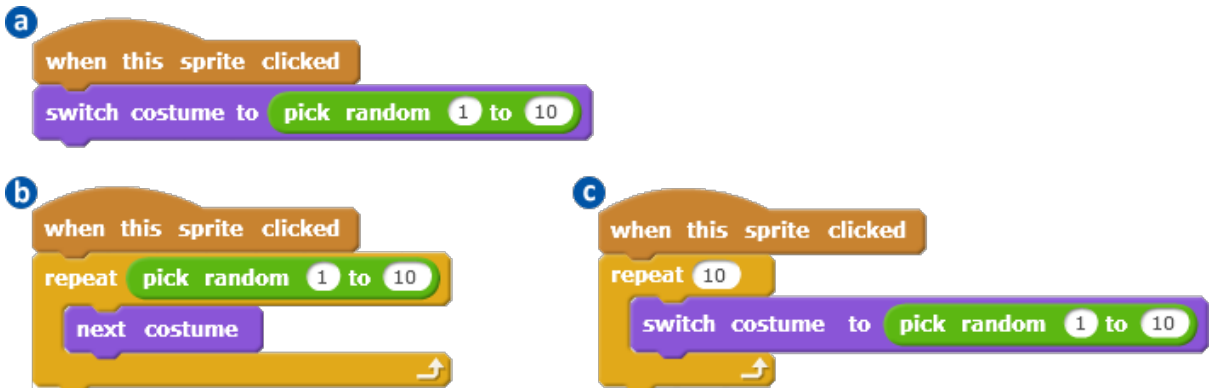 a
when this sprite clicked
switch costume to pick random 1 to 10
b
when this sprite clicked
repeat pick random 1 to 10
next costume
c
when this sprite clicked
repeat 10
switch costume to pick random 1 to 10